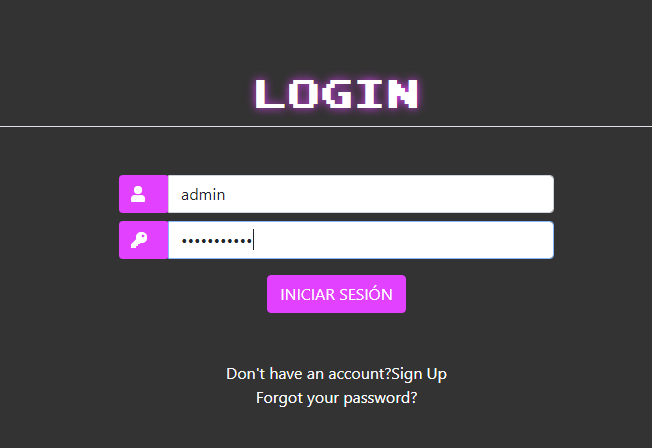 LOGIN
admin
•••••••••••
INICIAR SESIÓN
Don't have an account?Sign Up
Forgot your password?